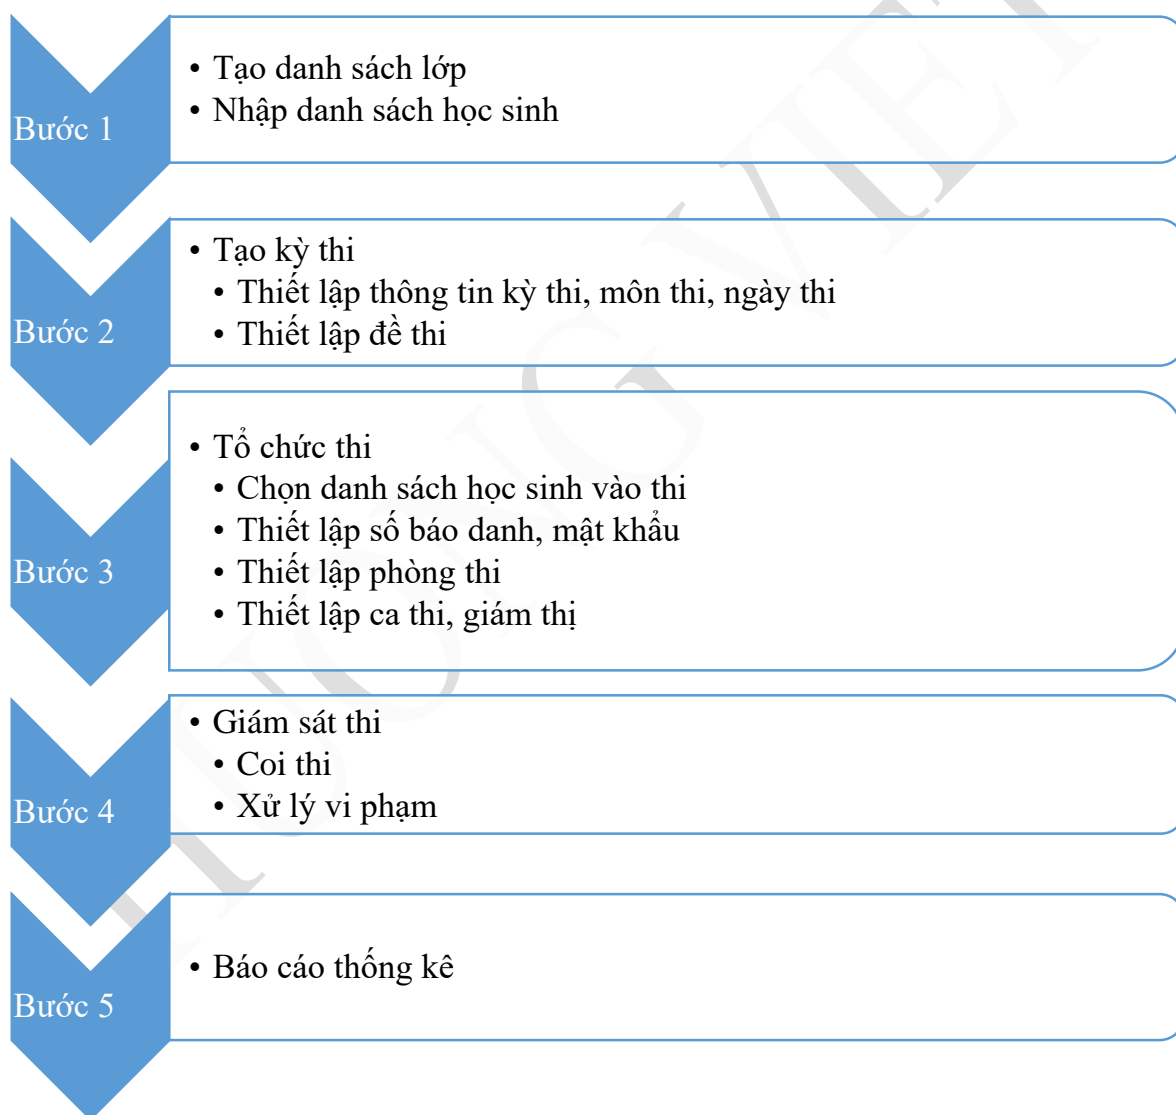 Bước 1
• Tạo danh sách lớp
• Nhập danh sách học sinh
Bước 2
• Tạo kỳ thi
• Thiết lập thông tin kỳ thi, môn thi, ngày thi
• Thiết lập đề thi
Bước 3
• Tổ chức thi
• Chọn danh sách học sinh vào thi
• Thiết lập số báo danh, mật khẩu
• Thiết lập phòng thi
• Thiết lập ca thi, giám thị
Bước 4
• Giám sát thi
• Coi thi
• Xử lý vi phạm
Bước 5
• Báo cáo thống kê